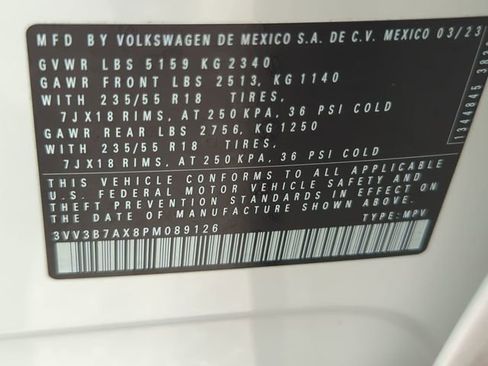 MFD BY VOLKSWAGEN DE MEXICO S.A. DE C.V. MEXICO 03/23
GVWR LBS 5159 KG 2340
GAWR FRONT LBS 2513, KG 1140
WITH 235/55 R18 TIRES,
7JX18 RIMS, AT 250 KPA, 36 PSI COLD
GAWR REAR LBS 2756, KG 1250
WITH 235/55 R18 TIRES,
7JX18 RIMS, AT 250 KPA, 36 PSI COLD
THIS VEHICLE CONFORMS TO ALL APPLICABLE
U.S. FEDERAL MOTOR VEHICLE SAFETY AND
THEFT PREVENTION STANDARDS IN EFFECT ON
THE DATE OF MANUFACTURE SHOWN ABOVE.
3VV3B7AX8PM089126 TYPE: MPV